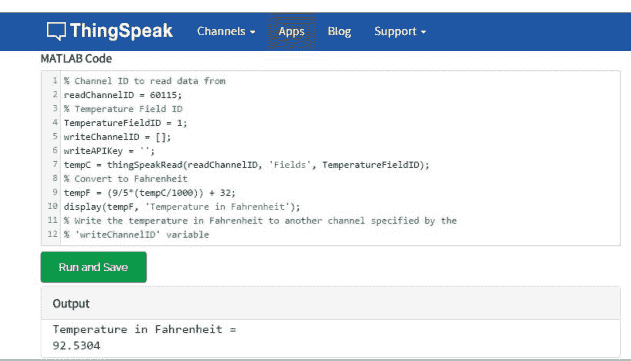 ThingSpeak Channels Apps Blog Support
MATLAB Code
1 % Channel ID to read data from
2 readChannelID = 60115;
3 % Temperature Field ID
4 TemperatureFieldID = 1;
5 writeChannelID = [];
6 writeAPIKey = '';
7 tempC = thingSpeakRead(readChannelID, 'Fields', TemperatureFieldID);
8 % Convert to Fahrenheit
9 tempF = (9/5*(tempC/1000)) + 32;
10 display(tempF, 'Temperature in Fahrenheit');
11 % Write the temperature in Fahrenheit to another channel specified by the
12 % 'writeChannelID' variable
Run and Save
Output
Temperature in Fahrenheit =
92.5304